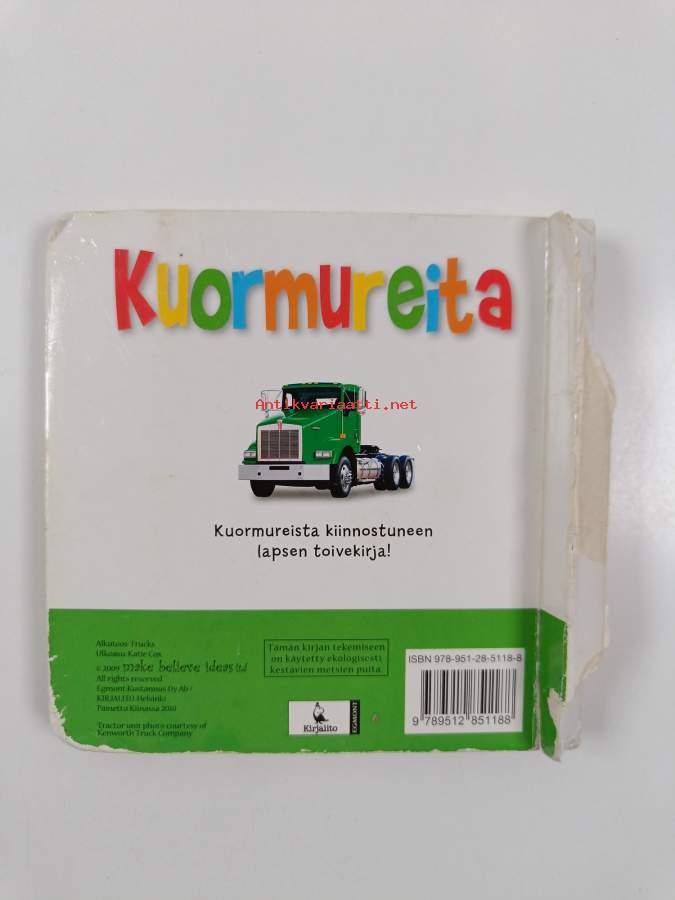 Kuormureita
Antikvariaatti.net
Kuormureista kiinnostuneen
lapsen toivekirja!
Alkuteos: Trucks
Ulkoasu: Katie Cox
© 2009 make believe ideas ltd
All rights reserved
Egmont Kustannus Oy Ab /
KIRJALITO Helsinki
Painettu Kiinassa 2010
Tractor unit photo courtesy of
Kenworth Truck Company
Tämän kirjan tekemiseen
on käytetty ekologisesti
kestävien metsien puita.
Kirjalito
EGMONT
ISBN 978-951-28-5118-8
9 789512 851188